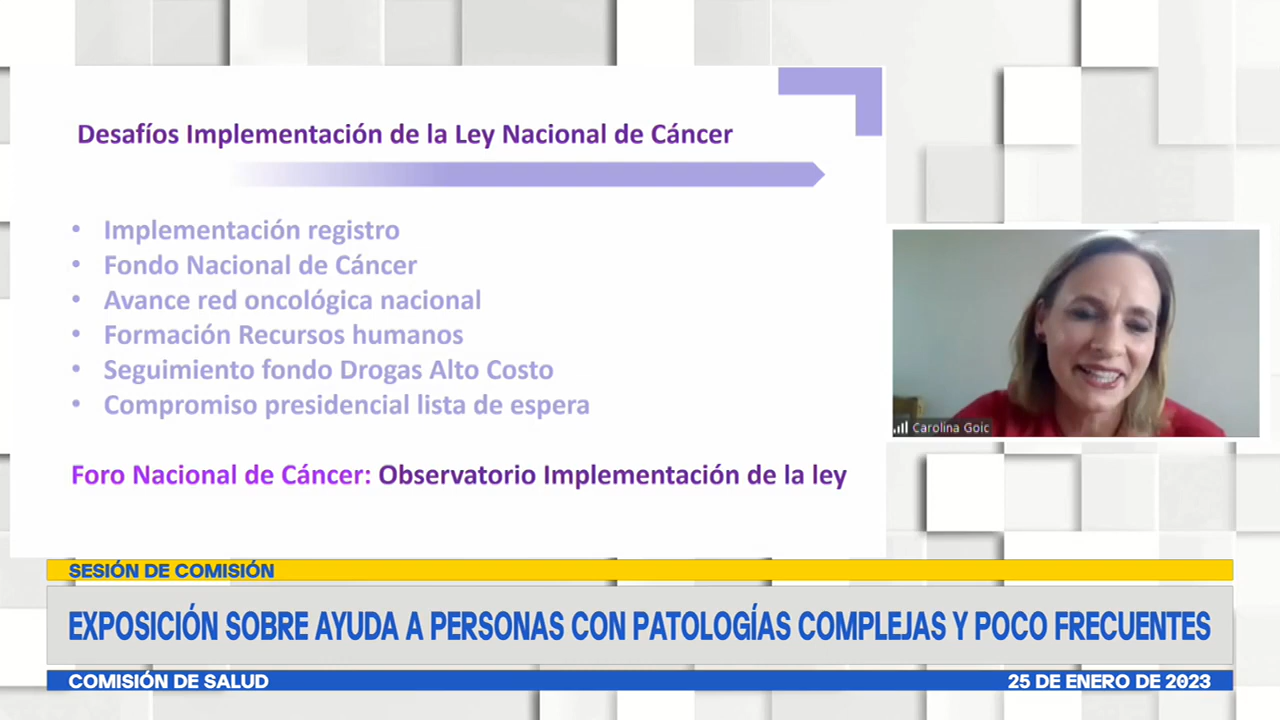 Desafíos Implementación de la Ley Nacional de Cáncer
• Implementación registro
• Fondo Nacional de Cáncer
• Avance red oncológica nacional
• Formación Recursos humanos
• Seguimiento fondo Drogas Alto Costo
• Compromiso presidencial lista de espera
Foro Nacional de Cáncer: Observatorio Implementación de la ley
Carolina Goic
SESIÓN DE COMISIÓN
EXPOSICIÓN SOBRE AYUDA A PERSONAS CON PATOLOGÍAS COMPLEJAS Y POCO FRECUENTES
COMISIÓN DE SALUD
25 DE ENERO DE 2023